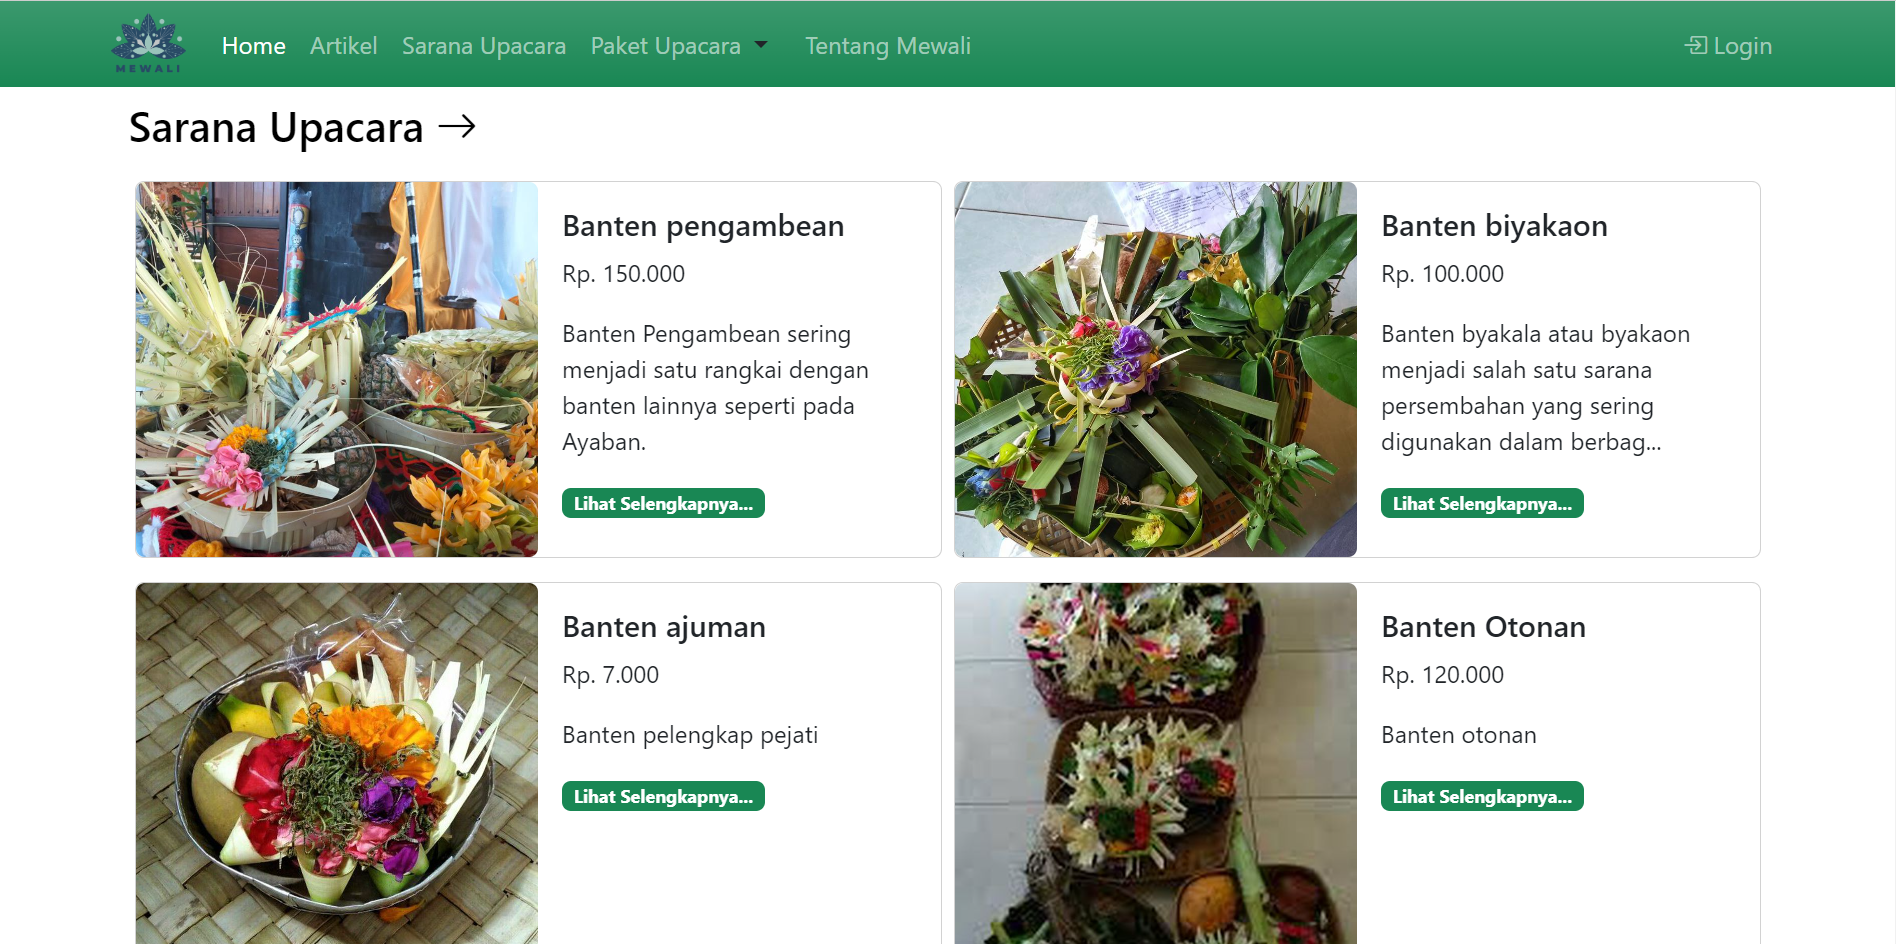 MEWALI
Home Artikel Sarana Upacara Paket Upacara Tentang Mewali Login
Sarana Upacara →
Banten pengambean
Rp. 150.000
Banten Pengambean sering
menjadi satu rangkai dengan
banten lainnya seperti pada
Ayaban.
Lihat Selengkapnya...
Banten biyakaon
Rp. 100.000
Banten byakala atau byakaon
menjadi salah satu sarana
persembahan yang sering
digunakan dalam berbag...
Lihat Selengkapnya...
Banten ajuman
Rp. 7.000
Banten pelengkap pejati
Lihat Selengkapnya...
Banten Otonan
Rp. 120.000
Banten otonan
Lihat Selengkapnya...